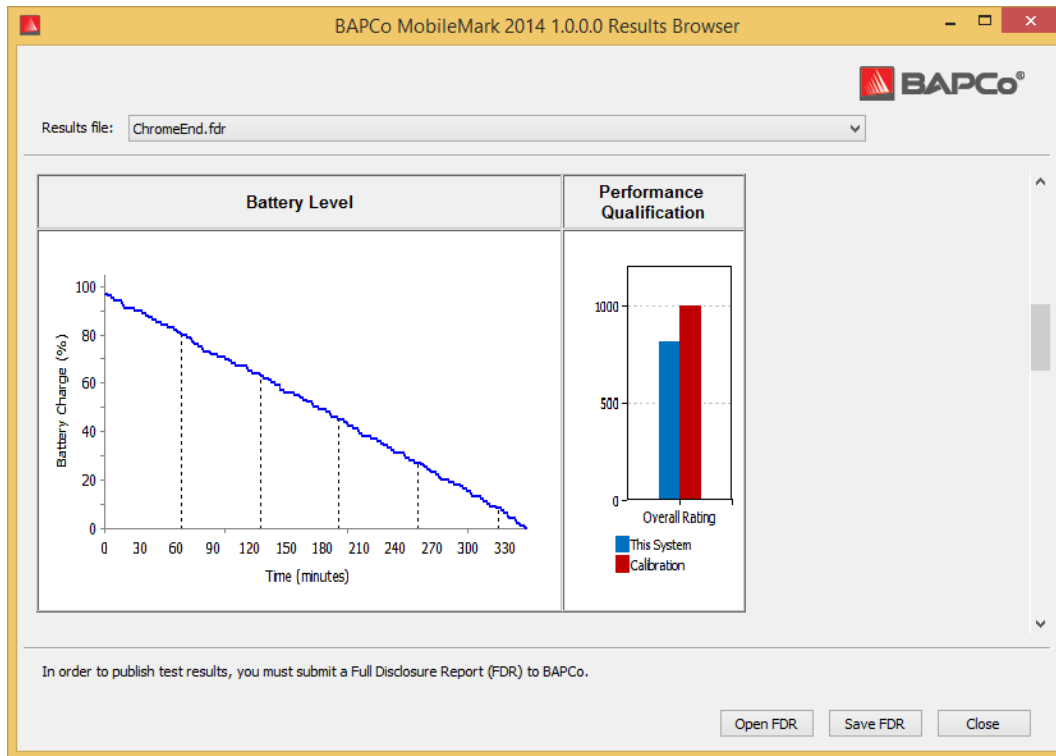 BAPCo MobileMark 2014 1.0.0.0 Results Browser
BAPCo®
Results file: ChromeEnd.fdr
Battery Level
Performance
Qualification
Battery Charge (%)
100
80
60
40
20
0
0 30 60 90 120 150 180 210 240 270 300 330
Time (minutes)
1000
500
0
Overall Rating
This System
Calibration
In order to publish test results, you must submit a Full Disclosure Report (FDR) to BAPCo.
Open FDR Save FDR Close